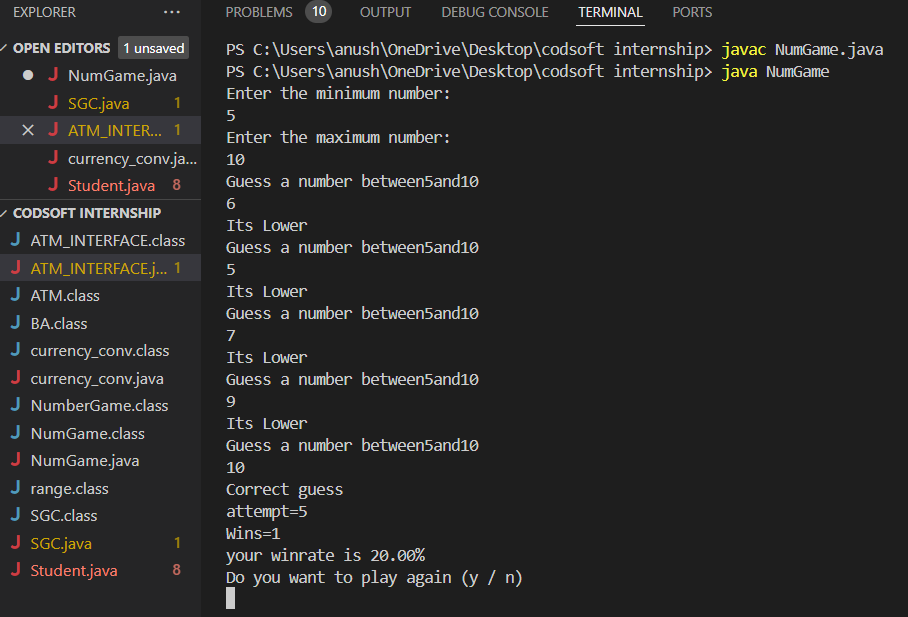 EXPLORER ...
OPEN EDITORS 1 unsaved
J NumGame.java
J SGC.java 1
J ATM_INTER... 1
J currency_conv.ja...
J Student.java 8
CODSOFT INTERNSHIP
J ATM_INTERFACE.class
J ATM_INTERFACE.j... 1
J ATM.class
J BA.class
J currency_conv.class
J currency_conv.java
J NumberGame.class
J NumGame.class
J NumGame.java
J range.class
J SGC.class
J SGC.java 1
J Student.java 8
PROBLEMS 10 OUTPUT DEBUG CONSOLE TERMINAL PORTS
PS C:\Users\anush\OneDrive\Desktop\codsoft internship> javac NumGame.java
PS C:\Users\anush\OneDrive\Desktop\codsoft internship> java NumGame
Enter the minimum number:
5
Enter the maximum number:
10
Guess a number between5and10
6
Its Lower
Guess a number between5and10
5
Its Lower
Guess a number between5and10
7
Its Lower
Guess a number between5and10
9
Its Lower
Guess a number between5and10
10
Correct guess
attempt=5
Wins=1
your winrate is 20.00%
Do you want to play again (y / n)